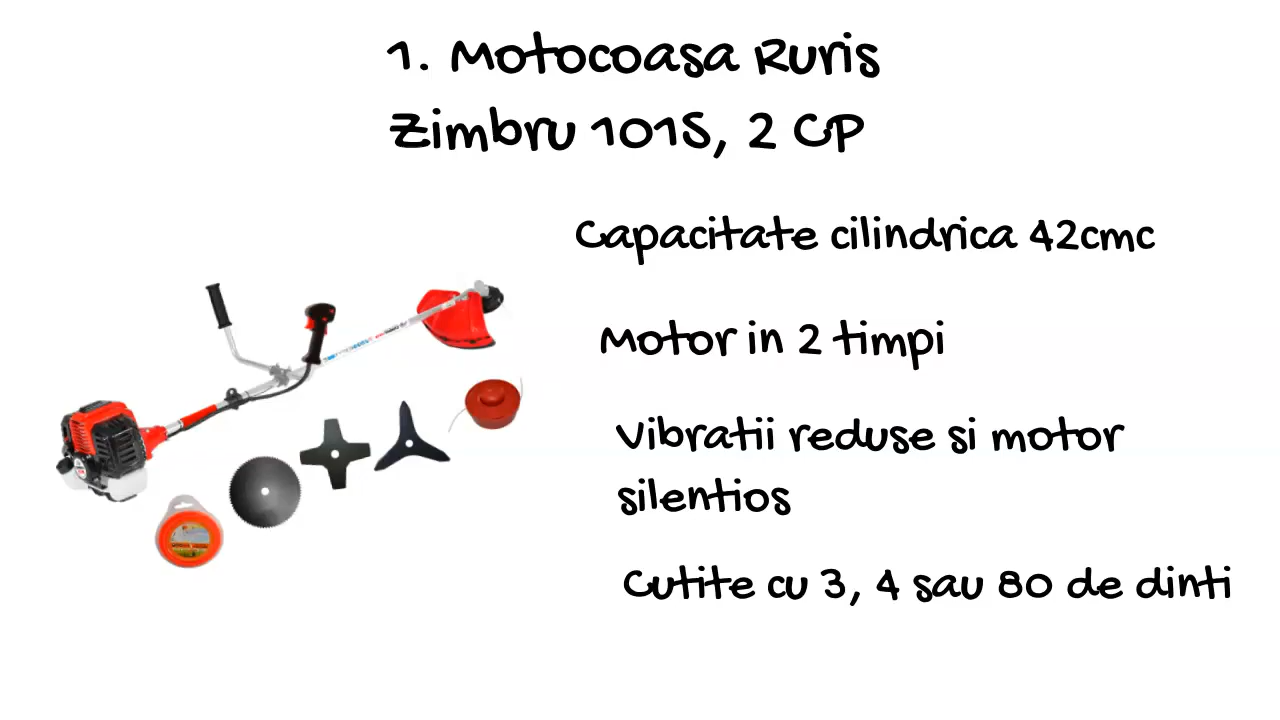 1. Motocoasa Ruris
Zimbru 101S, 2 CP
Capacitate cilindrica 42cmc
Motor in 2 timpi
Vibratii reduse si motor
silentios
Cutite cu 3, 4 sau 80 de dinti